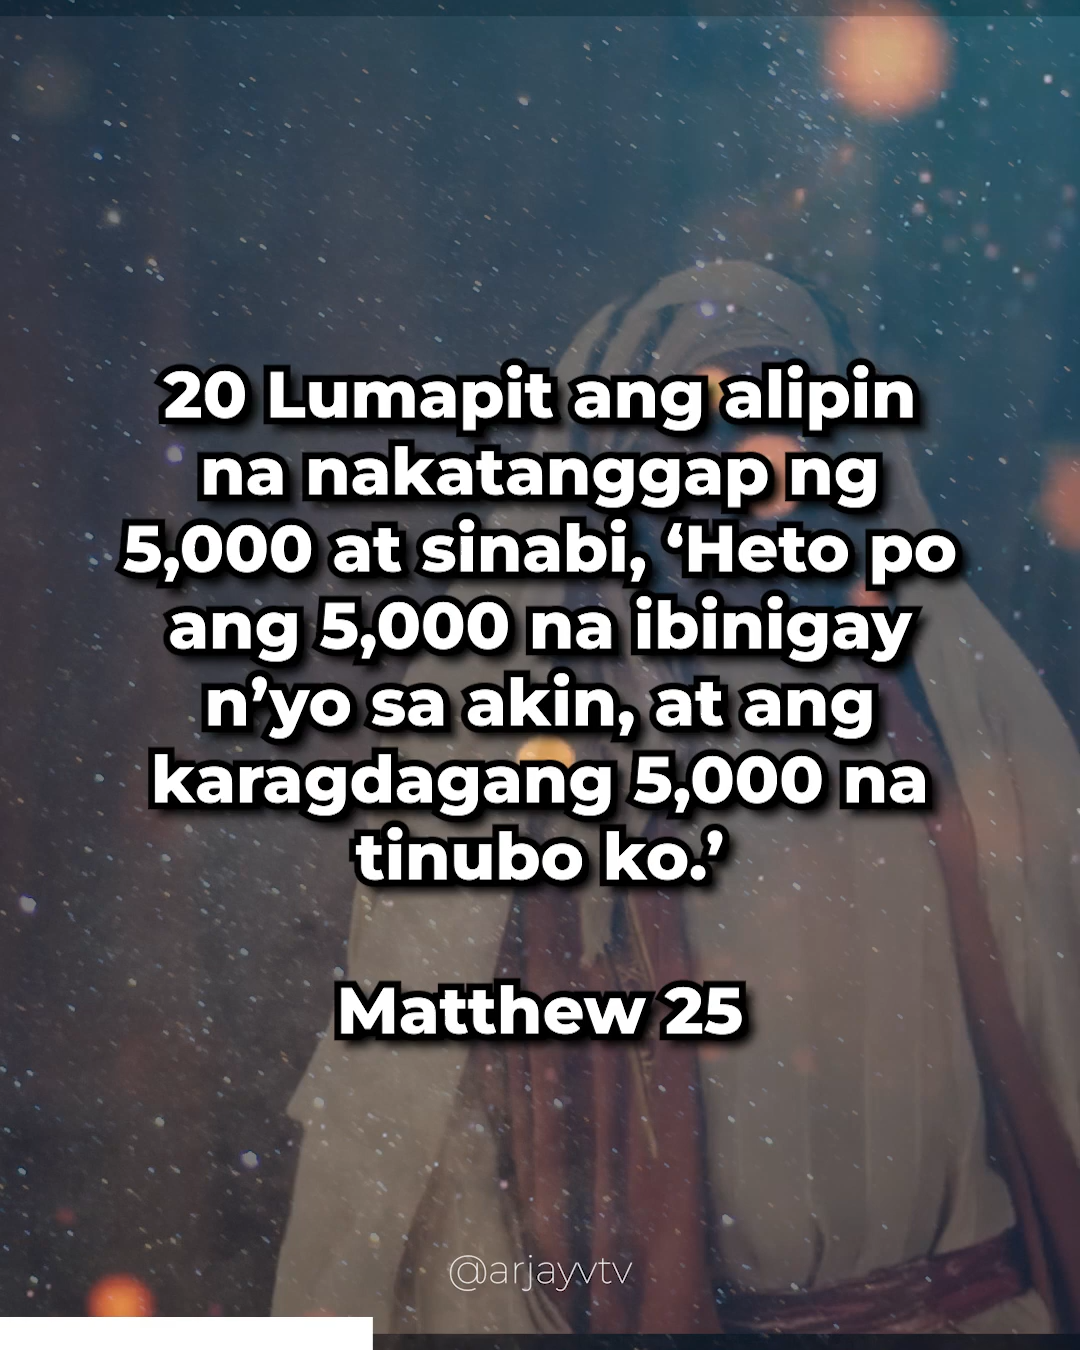 20 Lumapit ang alipin
na nakatanggap ng
5,000 at sinabi, ‘Heto po
ang 5,000 na ibinigay
n’yo sa akin, at ang
karagdagang 5,000 na
tinubo ko.’
Matthew 25
@arjayvtv